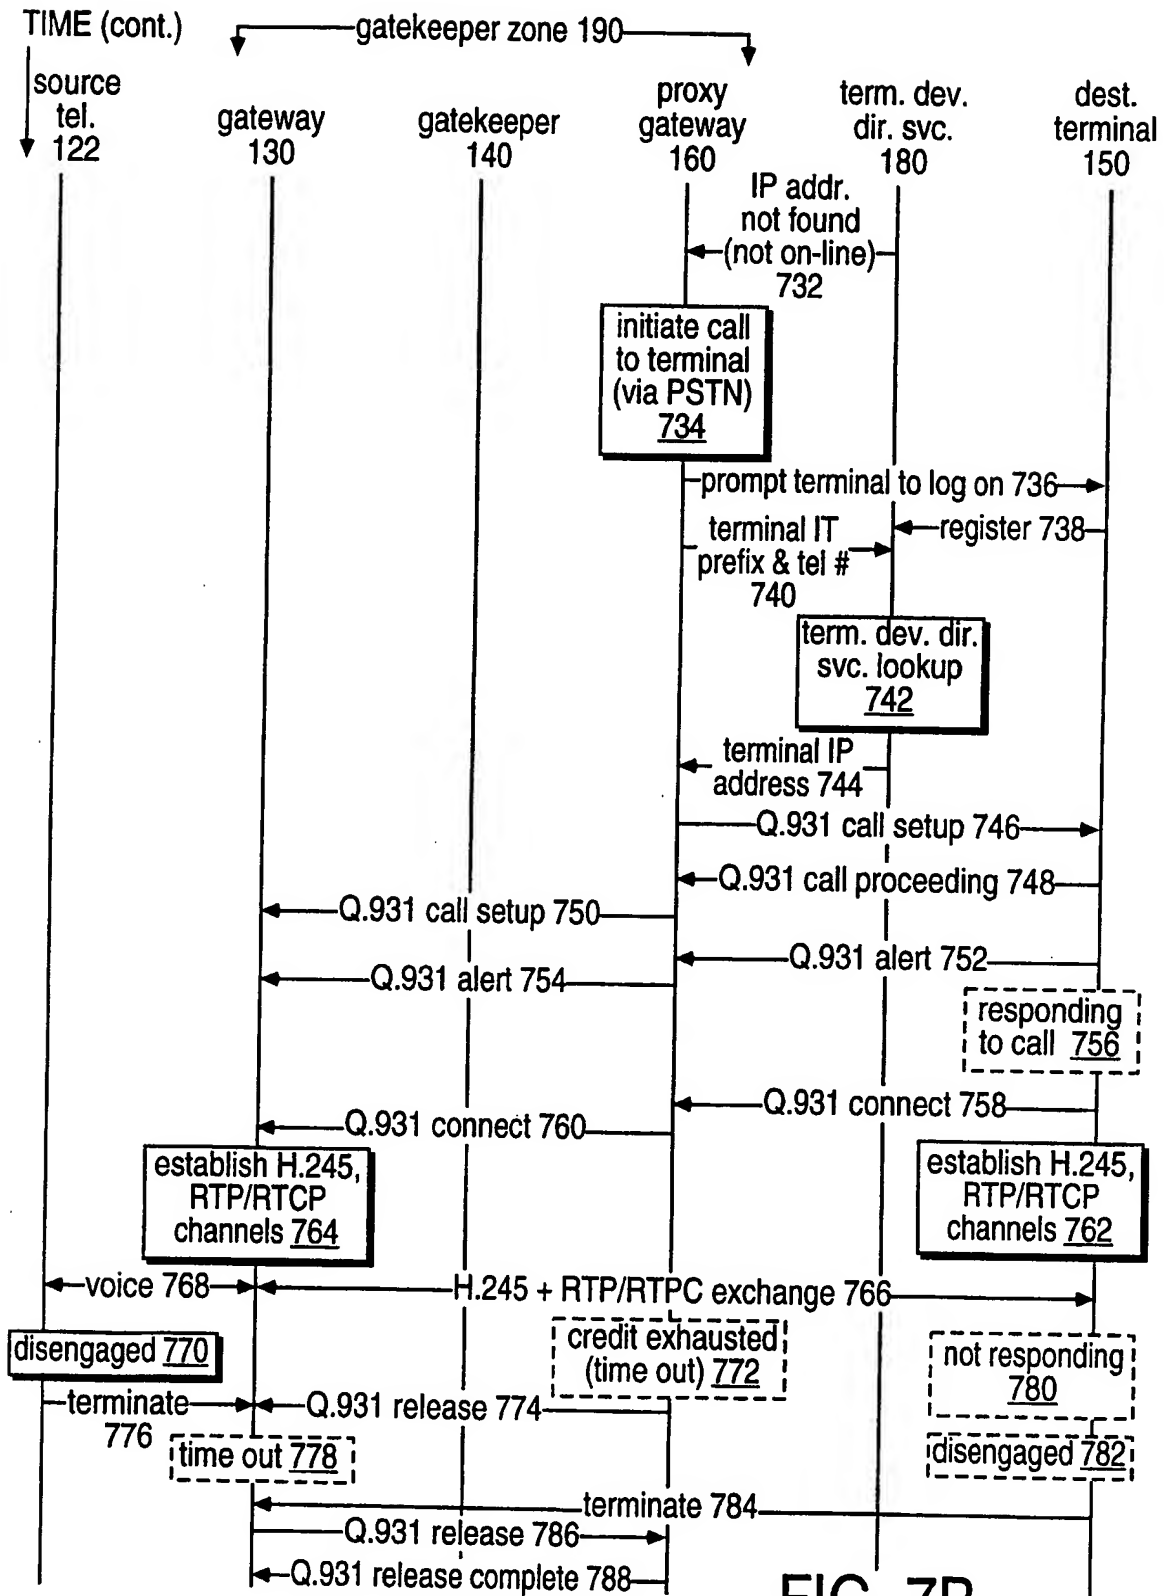 TIME (cont.)
gatekeeper zone 190
source
tel.
122
gateway
130
gatekeeper
140
proxy
gateway
160
term. dev.
dir. svc.
180
dest.
terminal
150
IP addr.
not found
(not on-line)
732
initiate call
to terminal
(via PSTN)
734
prompt terminal to log on 736
register 738
terminal IT
prefix & tel #
740
term. dev. dir.
svc. lookup
742
terminal IP
address 744
Q.931 call setup 746
Q.931 call proceeding 748
Q.931 call setup 750
Q.931 alert 752
Q.931 alert 754
responding
to call 756
Q.931 connect 758
Q.931 connect 760
establish H.245,
RTP/RTCP
channels 764
establish H.245,
RTP/RTCP
channels 762
voice 768
H.245 + RTP/RTPC exchange 766
disengaged 770
credit exhausted
(time out) 772
not responding
780
terminate
776
Q.931 release 774
time out 778
disengaged 782
terminate 784
Q.931 release 786
Q.931 release complete 788
FIG. 7B